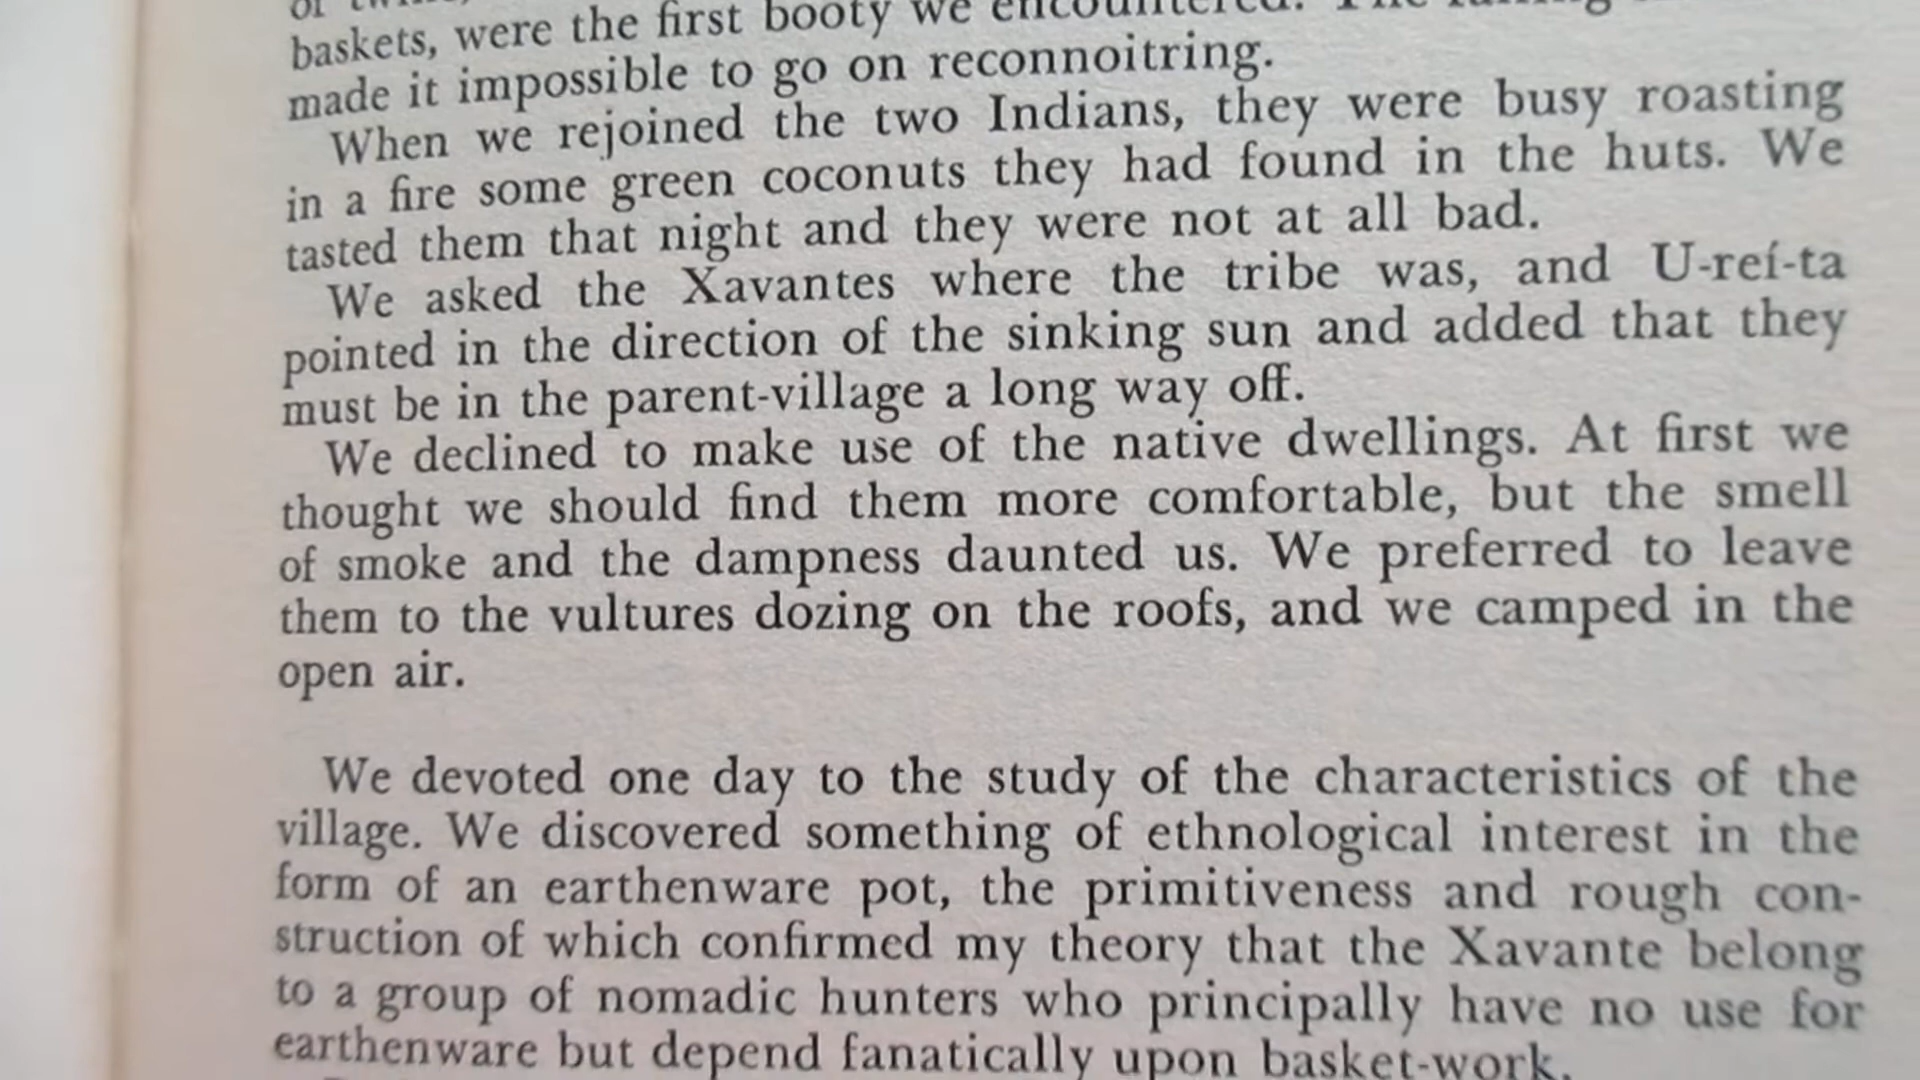 baskets, were the first booty we encountered. The
made it impossible to go on reconnoitring.
When we rejoined the two Indians, they were busy roasting
in a fire some green coconuts they had found in the huts. We
tasted them that night and they were not at all bad.
We asked the Xavantes where the tribe was, and U-reí-ta
pointed in the direction of the sinking sun and added that they
must be in the parent-village a long way off.
We declined to make use of the native dwellings. At first we
thought we should find them more comfortable, but the smell
of smoke and the dampness daunted us. We preferred to leave
them to the vultures dozing on the roofs, and we camped in the
open air.
We devoted one day to the study of the characteristics of the
village. We discovered something of ethnological interest in the
form of an earthenware pot, the primitiveness and rough con-
struction of which confirmed my theory that the Xavante belong
to a group of nomadic hunters who principally have no use for
earthenware but depend fanatically upon basket-work.